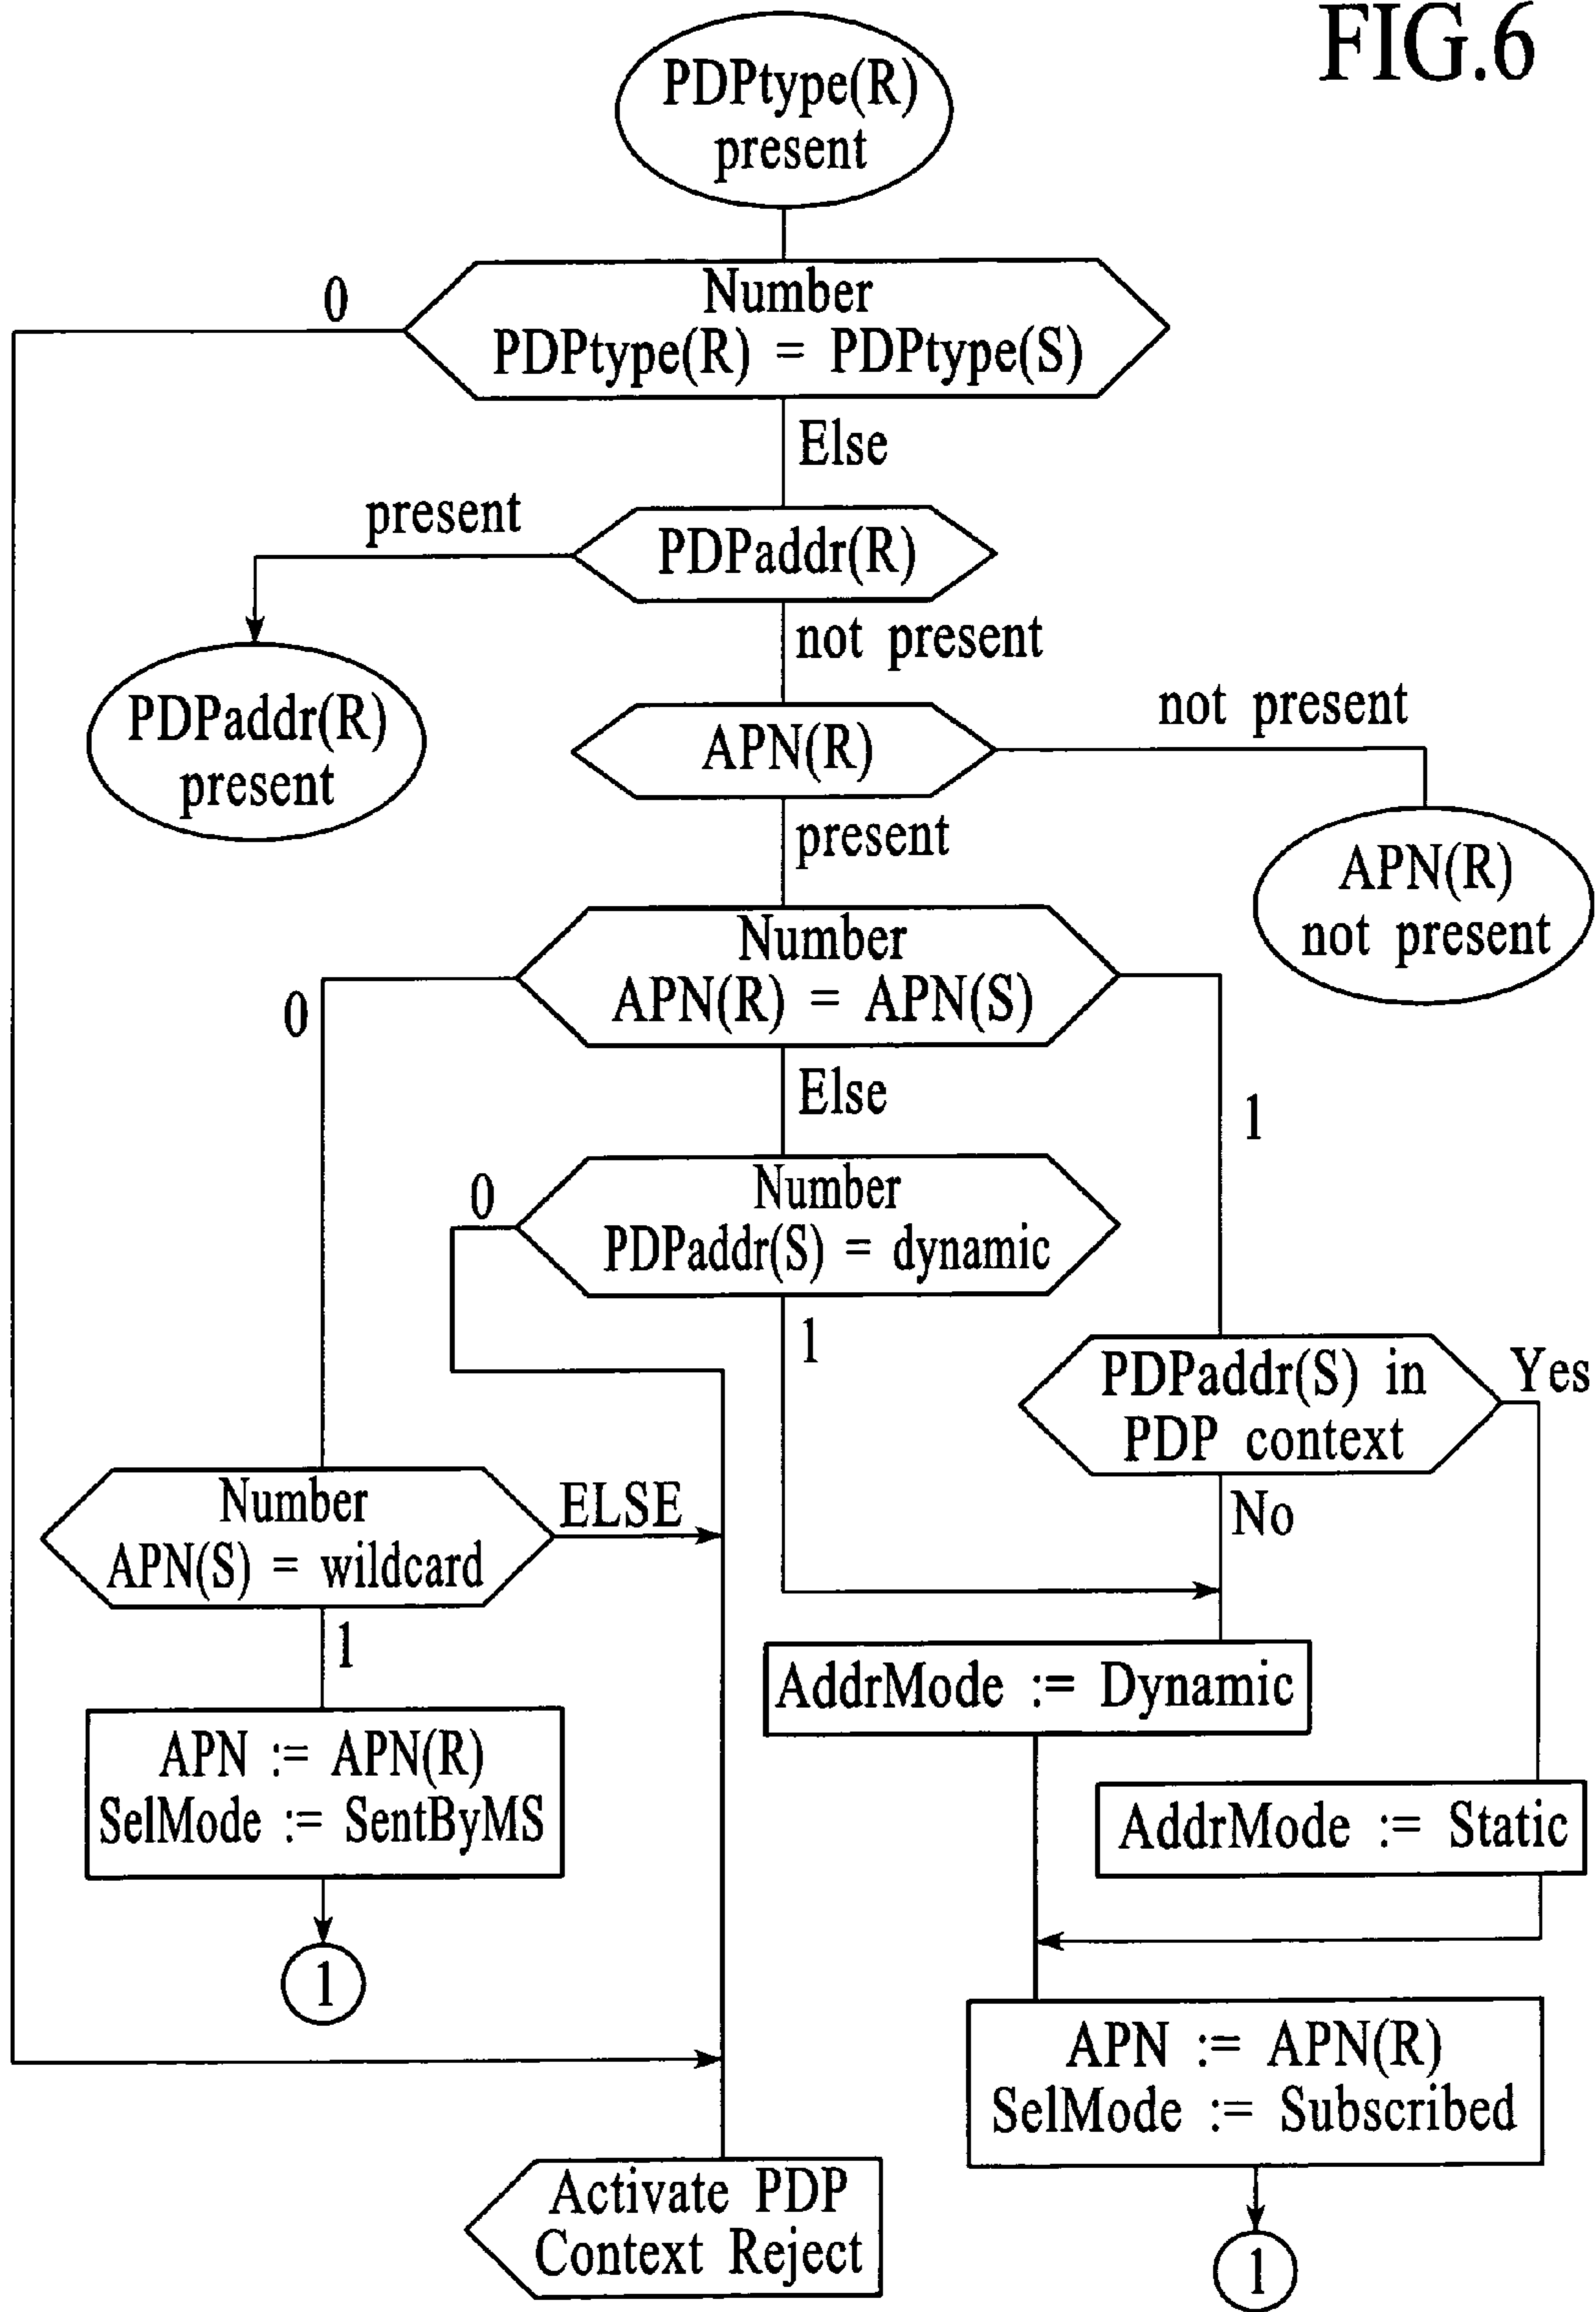 FIG.6
PDPtype(R)
present
Number
PDPtype(R) = PDPtype(S)
0
Else
PDPaddr(R)
present
not present
PDPaddr(R)
present
APN(R)
not present
present
APN(R)
not present
Number
APN(R) = APN(S)
0
Else
1
Number
PDPaddr(S) = dynamic
0
1
PDPaddr(S) in
PDP context
Yes
No
Number
APN(S) = wildcard
ELSE
1
AddrMode := Dynamic
APN := APN(R)
SelMode := SentByMS
AddrMode := Static
1
APN := APN(R)
SelMode := Subscribed
Activate PDP
Context Reject
1